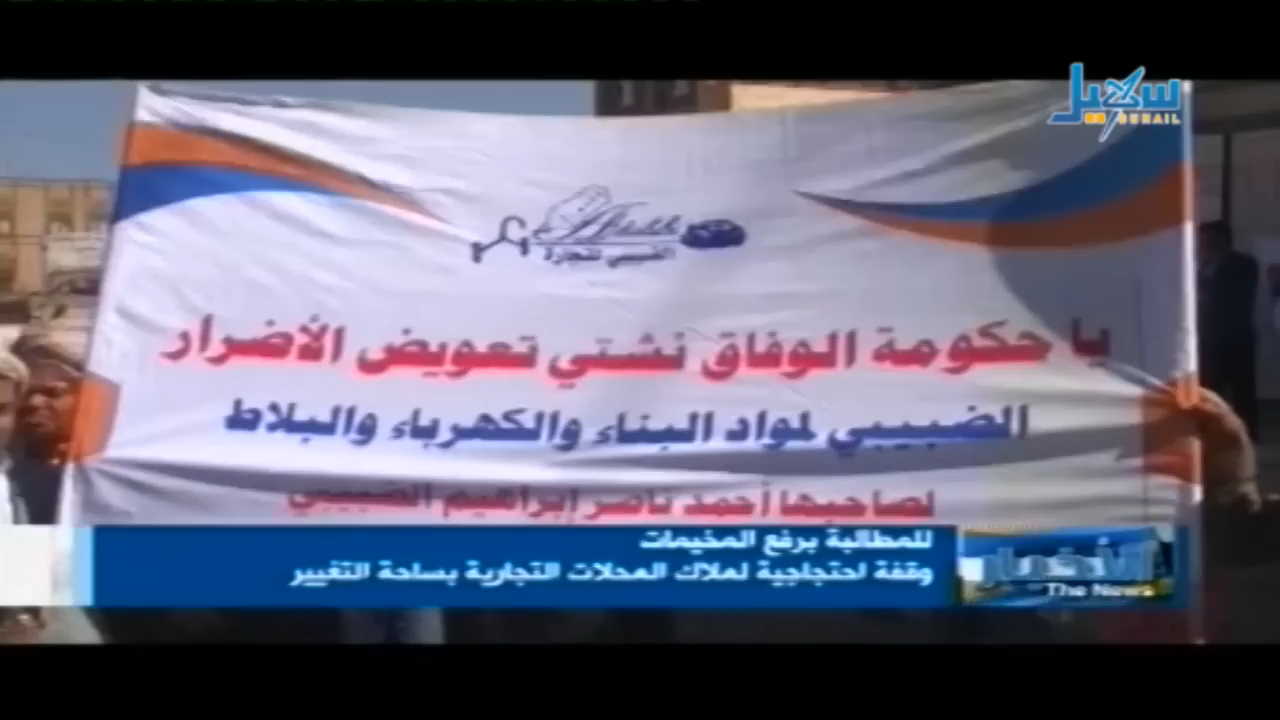 سهيل
SUHAIL
الضبيبي للتجارة
يا حكومة الوفاق نشتي تعويض الأضرار
الضبيبي لمواد البناء والكهرباء والبلاط
لصاحبها أحمد ناصر إبراهيم الضبيبي
للمطالبة برفع المخيمات
وقفة احتجاجية لملاك المحلات التجارية بساحة التغيير
الأخبار
The News